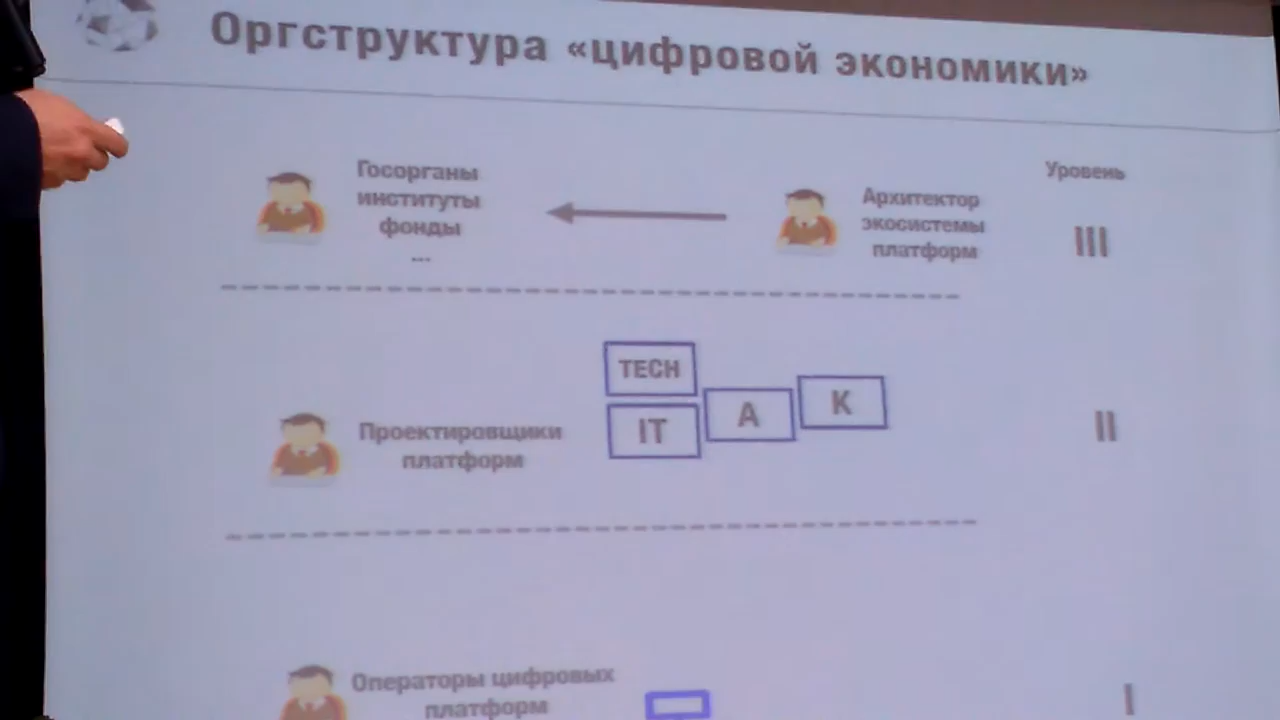 Оргструктура «цифровой экономики»
Уровень
Госорганы
институты
фонды
...
Архитектор
экосистемы
платформ
III
Проектировщики
платформ
TECH
IT
A
K
II
Операторы цифровых
платформ
I